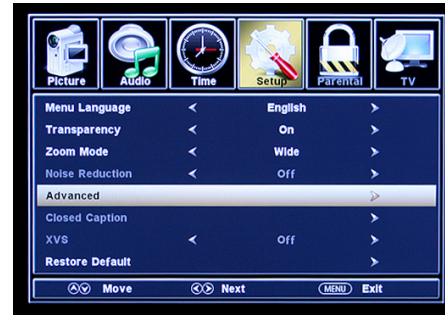 Picture Audio Time Setup Parental TV
Menu Language English
Transparency On
Zoom Mode Wide
Noise Reduction Off
Advanced
Closed Caption
XVS Off
Restore Default
Move Next MENU Exit